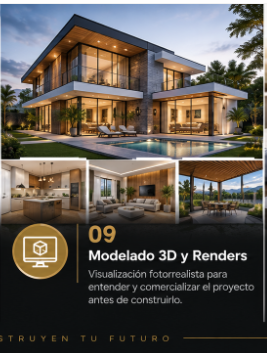 09
Modelado 3D y Renders
Visualización fotorrealista para
entender y comercializar el proyecto
antes de construirlo.
STRUYEN TU FUTURO